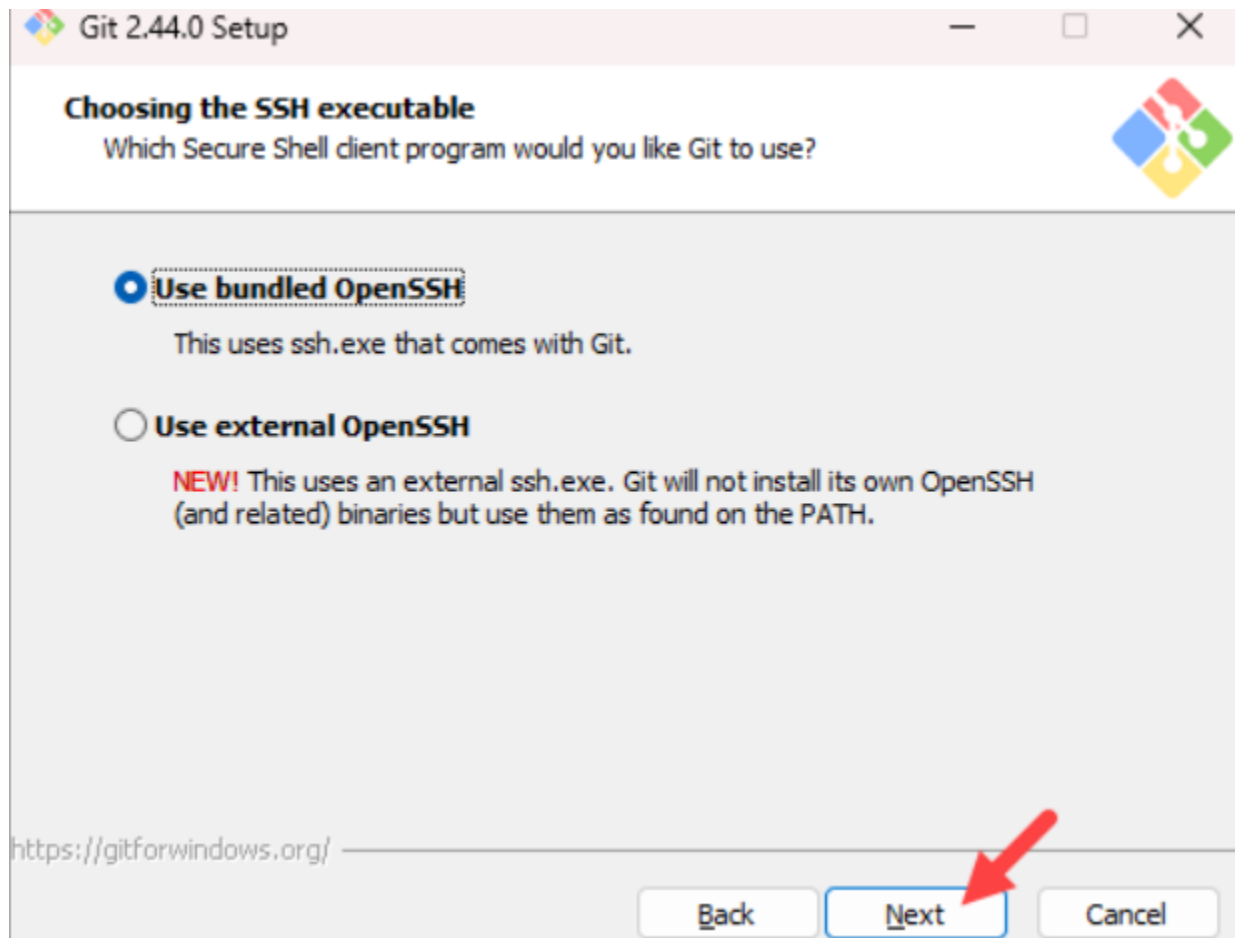 Git 2.44.0 Setup
Choosing the SSH executable
Which Secure Shell client program would you like Git to use?
Use bundled OpenSSH
This uses ssh.exe that comes with Git.
Use external OpenSSH
NEW! This uses an external ssh.exe. Git will not install its own OpenSSH
(and related) binaries but use them as found on the PATH.
https://gitforwindows.org/
Back Next Cancel